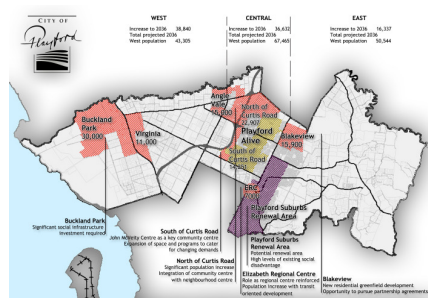 CITY OF
Playford
WEST
Increase to 2036 38,840
Total projected 2036
West population 43,305
CENTRAL
Increase to 2036 36,632
Total projected 2036
West population 67,465
EAST
Increase to 2036 16,337
Total projected 2036
West population 50,544
Buckland
Park
30,000
Virginia
11,000
Angle
Vale
North of
Curtis Road
22,907
Playford
Alive
South of
Curtis Road
Blakeview
15,900
ERC
Playford Suburbs
Renewal Area
Buckland Park
Significant social infrastructure
investment required
South of Curtis Road
John McVeity Centre as a key community centre
Expansion of space and programs to cater
for changing demands
North of Curtis Road
Significant population increase
Integration of community centre
with neighbourhood centre
Playford Suburbs
Renewal Area
Potential renewal area
High levels of existing social
disadvantage
Elizabeth Regional Centre
Role as regional centre reinforced
Population increase with transit
oriented development
Blakeview
New residential greenfield development
Opportunity to pursue partnership agreements